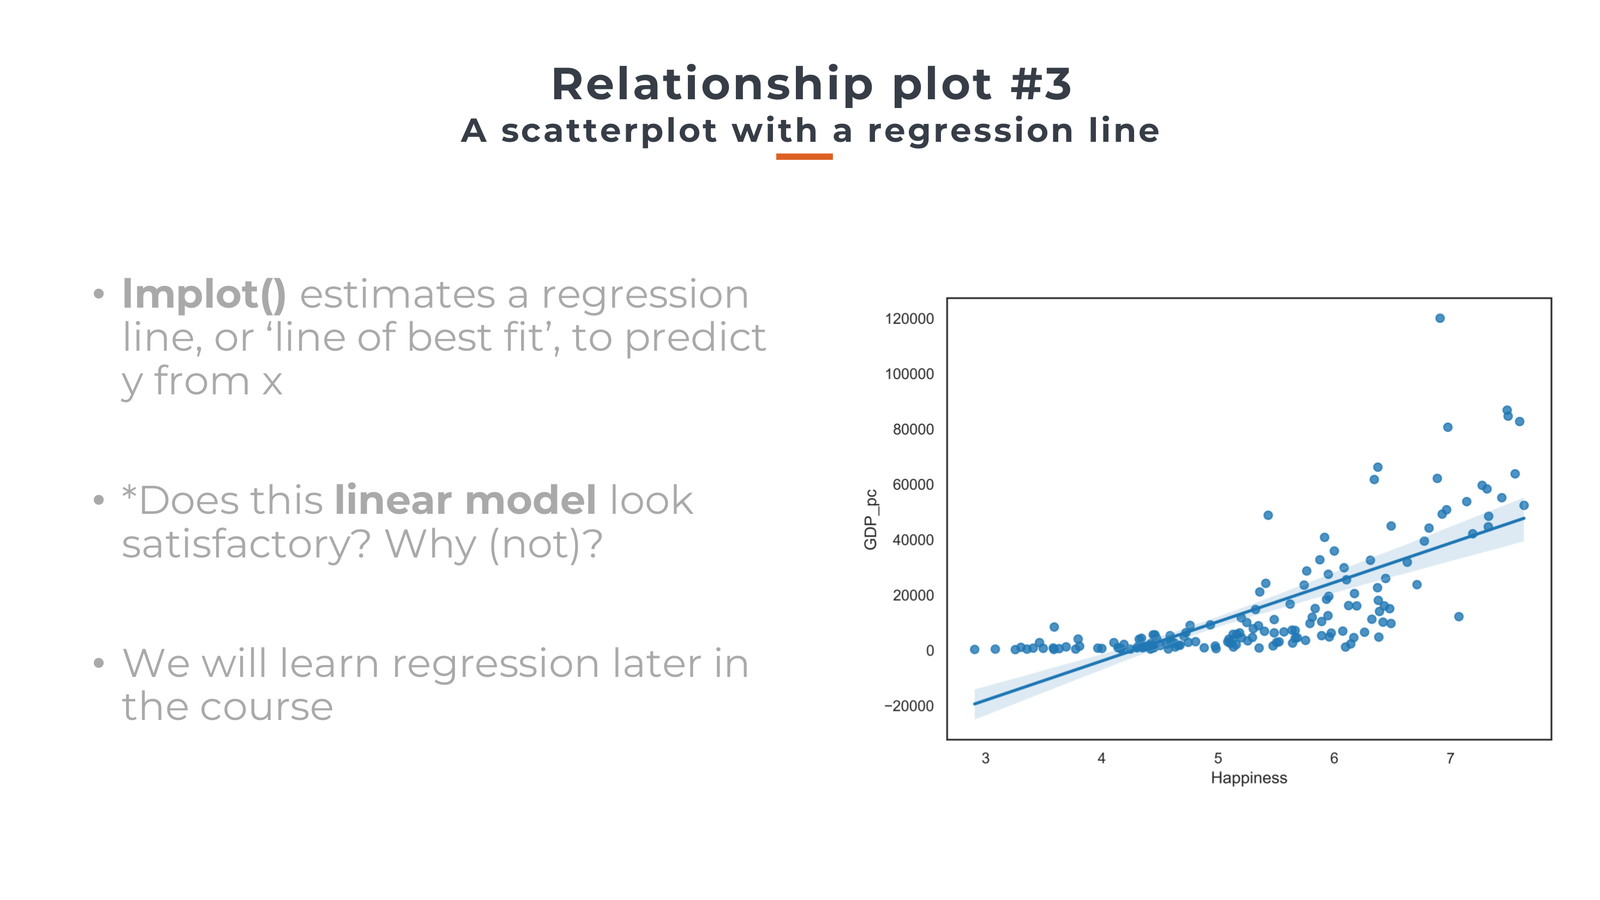 Relationship plot #3
A scatterplot with a regression line
• lmplot() estimates a regression
line, or ‘line of best fit’, to predict
y from x
• *Does this linear model look
satisfactory? Why (not)?
• We will learn regression later in
the course
120000
100000
80000
60000
40000
20000
0
−20000
GDP_pc
3 4 5 6 7
Happiness